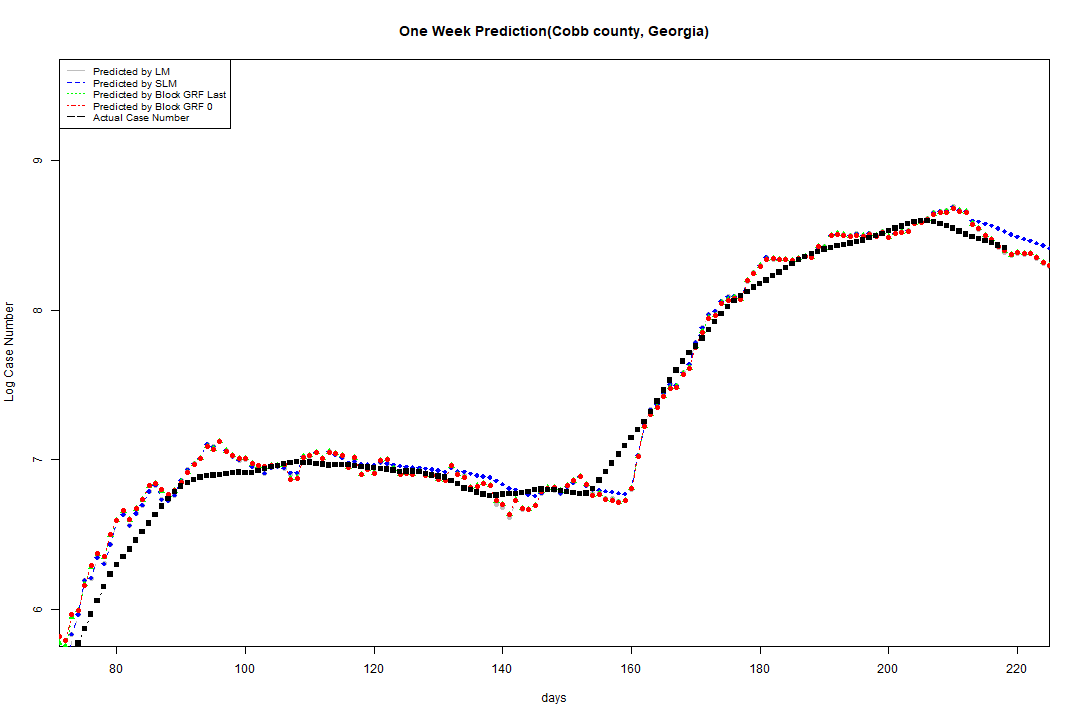 One Week Prediction(Cobb county, Georgia)
Predicted by LM
Predicted by SLM
Predicted by Block GRF Last
Predicted by Block GRF 0
Actual Case Number
9
8
7
6
Log Case Number
80 100 120 140 160 180 200 220
days